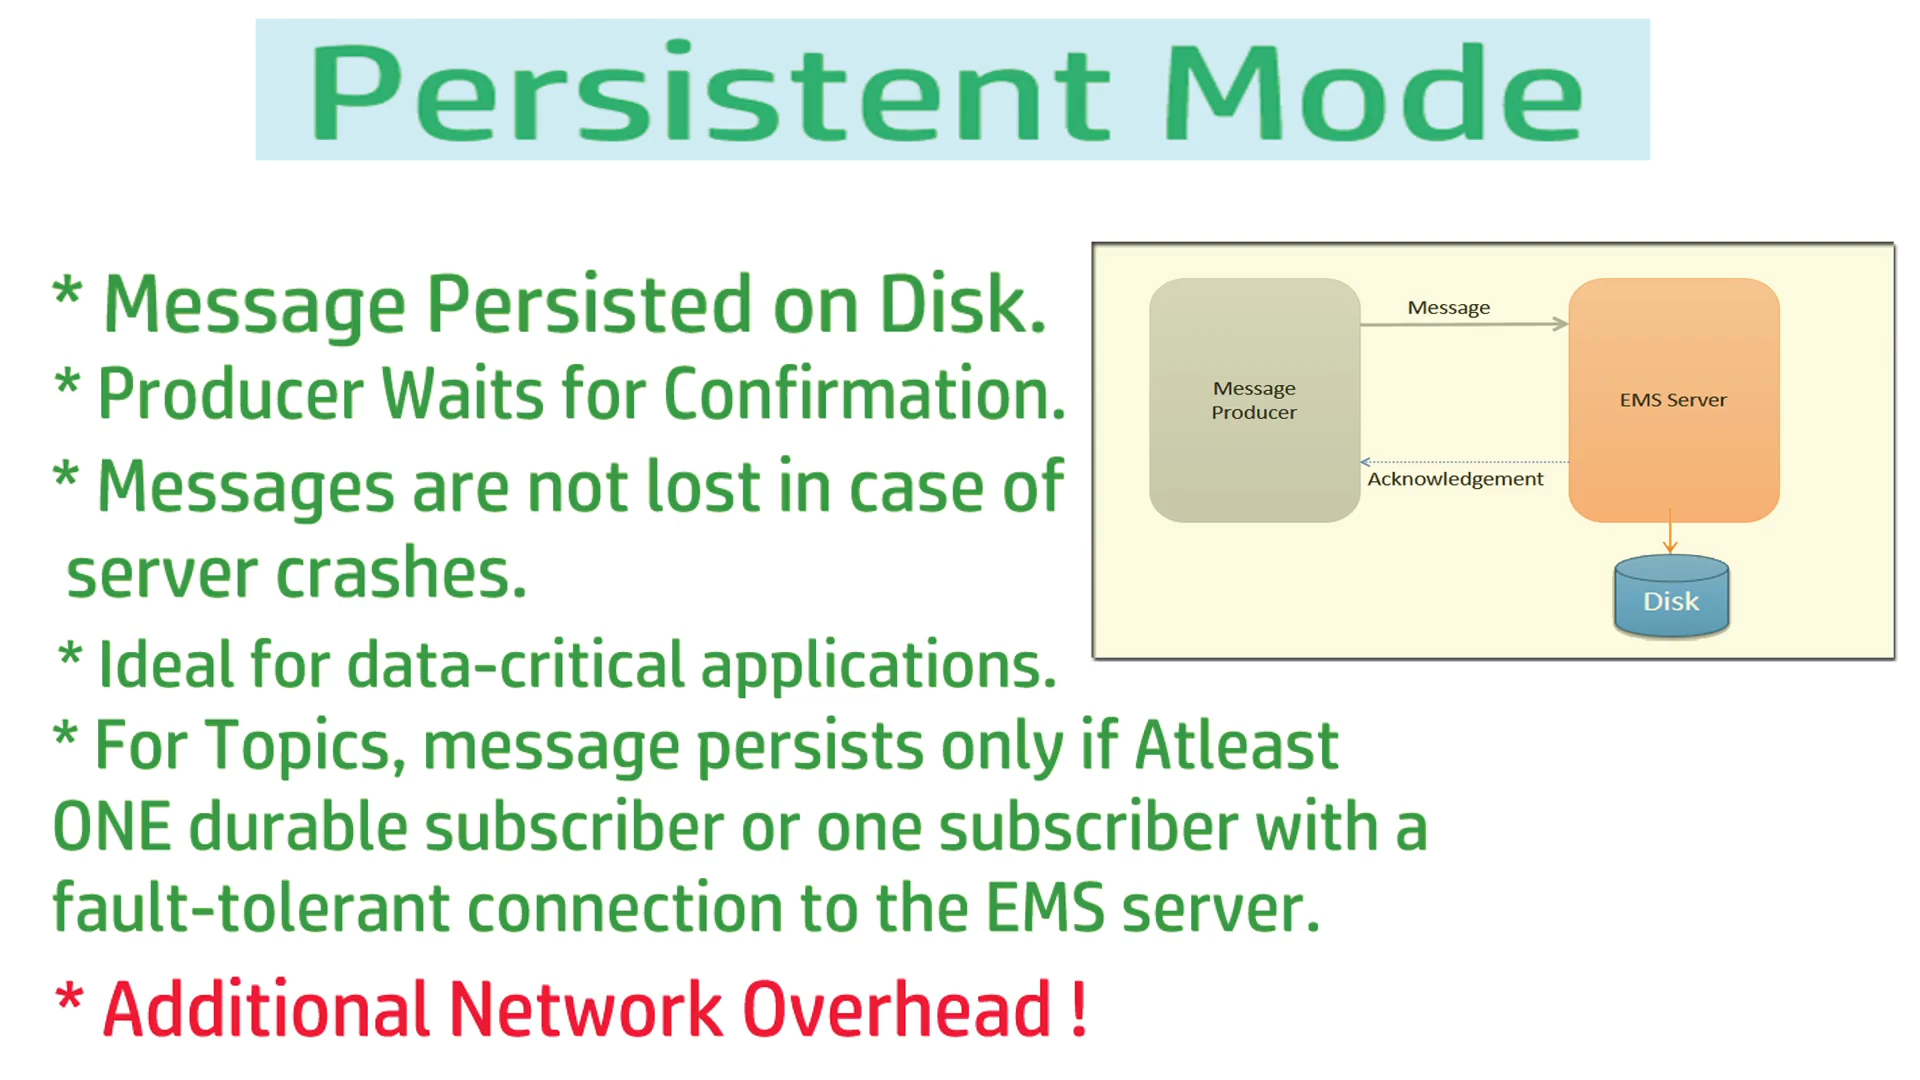 Persistent Mode
* Message Persisted on Disk.
* Producer Waits for Confirmation.
* Messages are not lost in case of
server crashes.
* Ideal for data-critical applications.
* For Topics, message persists only if Atleast
ONE durable subscriber or one subscriber with a
fault-tolerant connection to the EMS server.
* Additional Network Overhead !
Message
Message
Producer
EMS Server
Acknowledgement
Disk